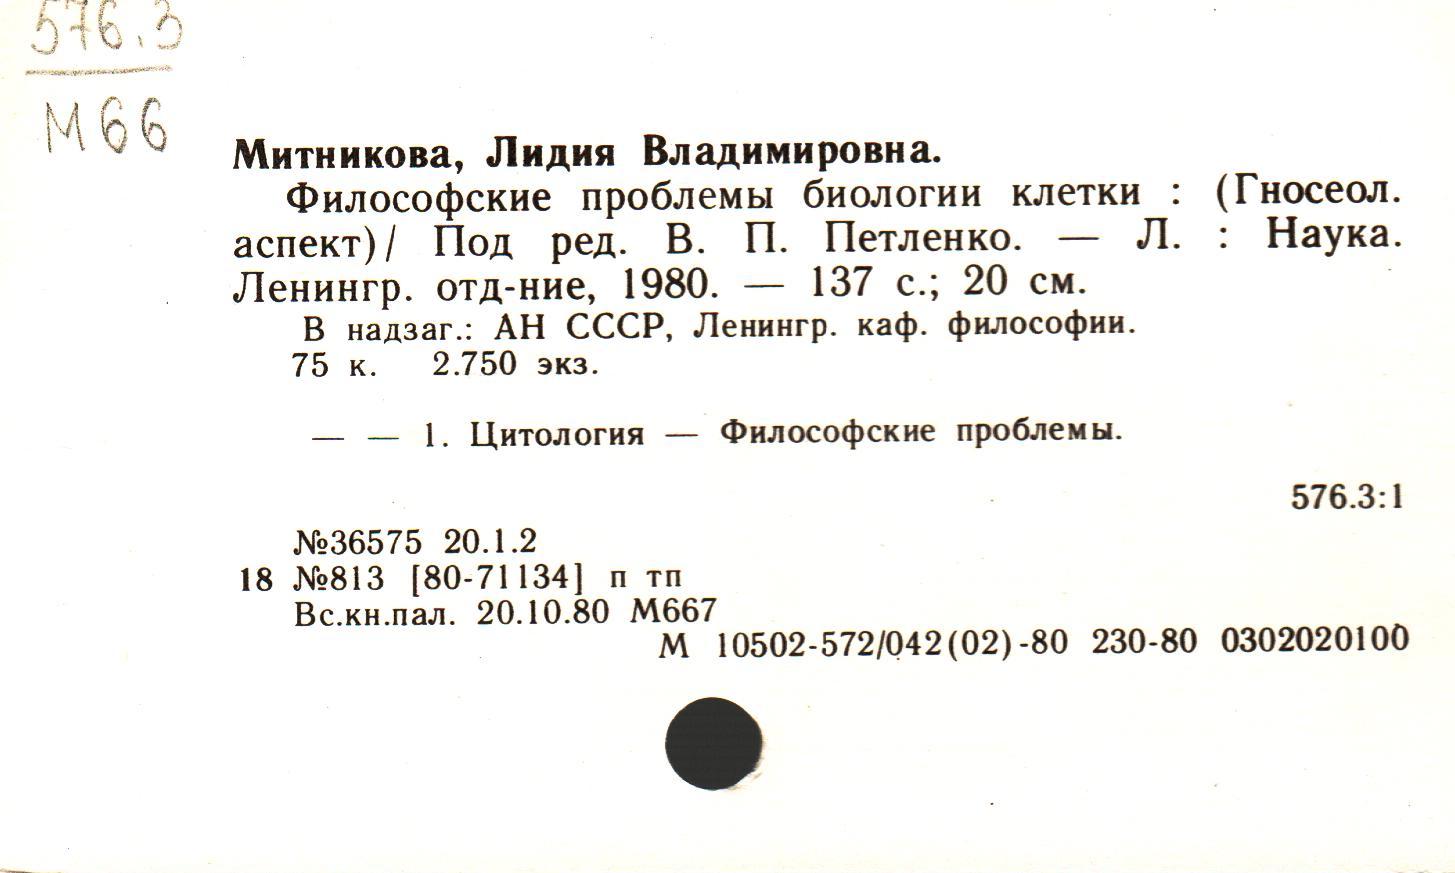 576.3
М66
Митникова, Лидия Владимировна.
Философские проблемы биологии клетки : (Гносеол.
аспект) / Под ред. В. П. Петленко. — Л. : Наука.
Ленингр. отд-ние, 1980. — 137 с.; 20 см.
В надзаг.: АН СССР, Ленингр. каф. философии.
75 к. 2.750 экз.
— — 1. Цитология — Философские проблемы.
576.3:1
№36575 20.1.2
18 №813 [80-71134] п тп
Вс.кн.пал. 20.10.80 М667
М 10502-572/042(02)-80 230-80 0302020100